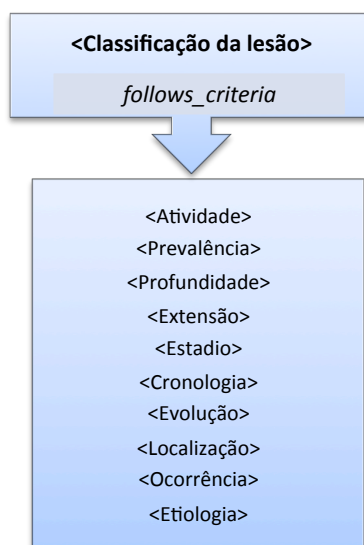 <Classificação da lesão>
follows_criteria
<Atividade>
<Prevalência>
<Profundidade>
<Extensão>
<Estadio>
<Cronologia>
<Evolução>
<Localização>
<Ocorrência>
<Etiologia>